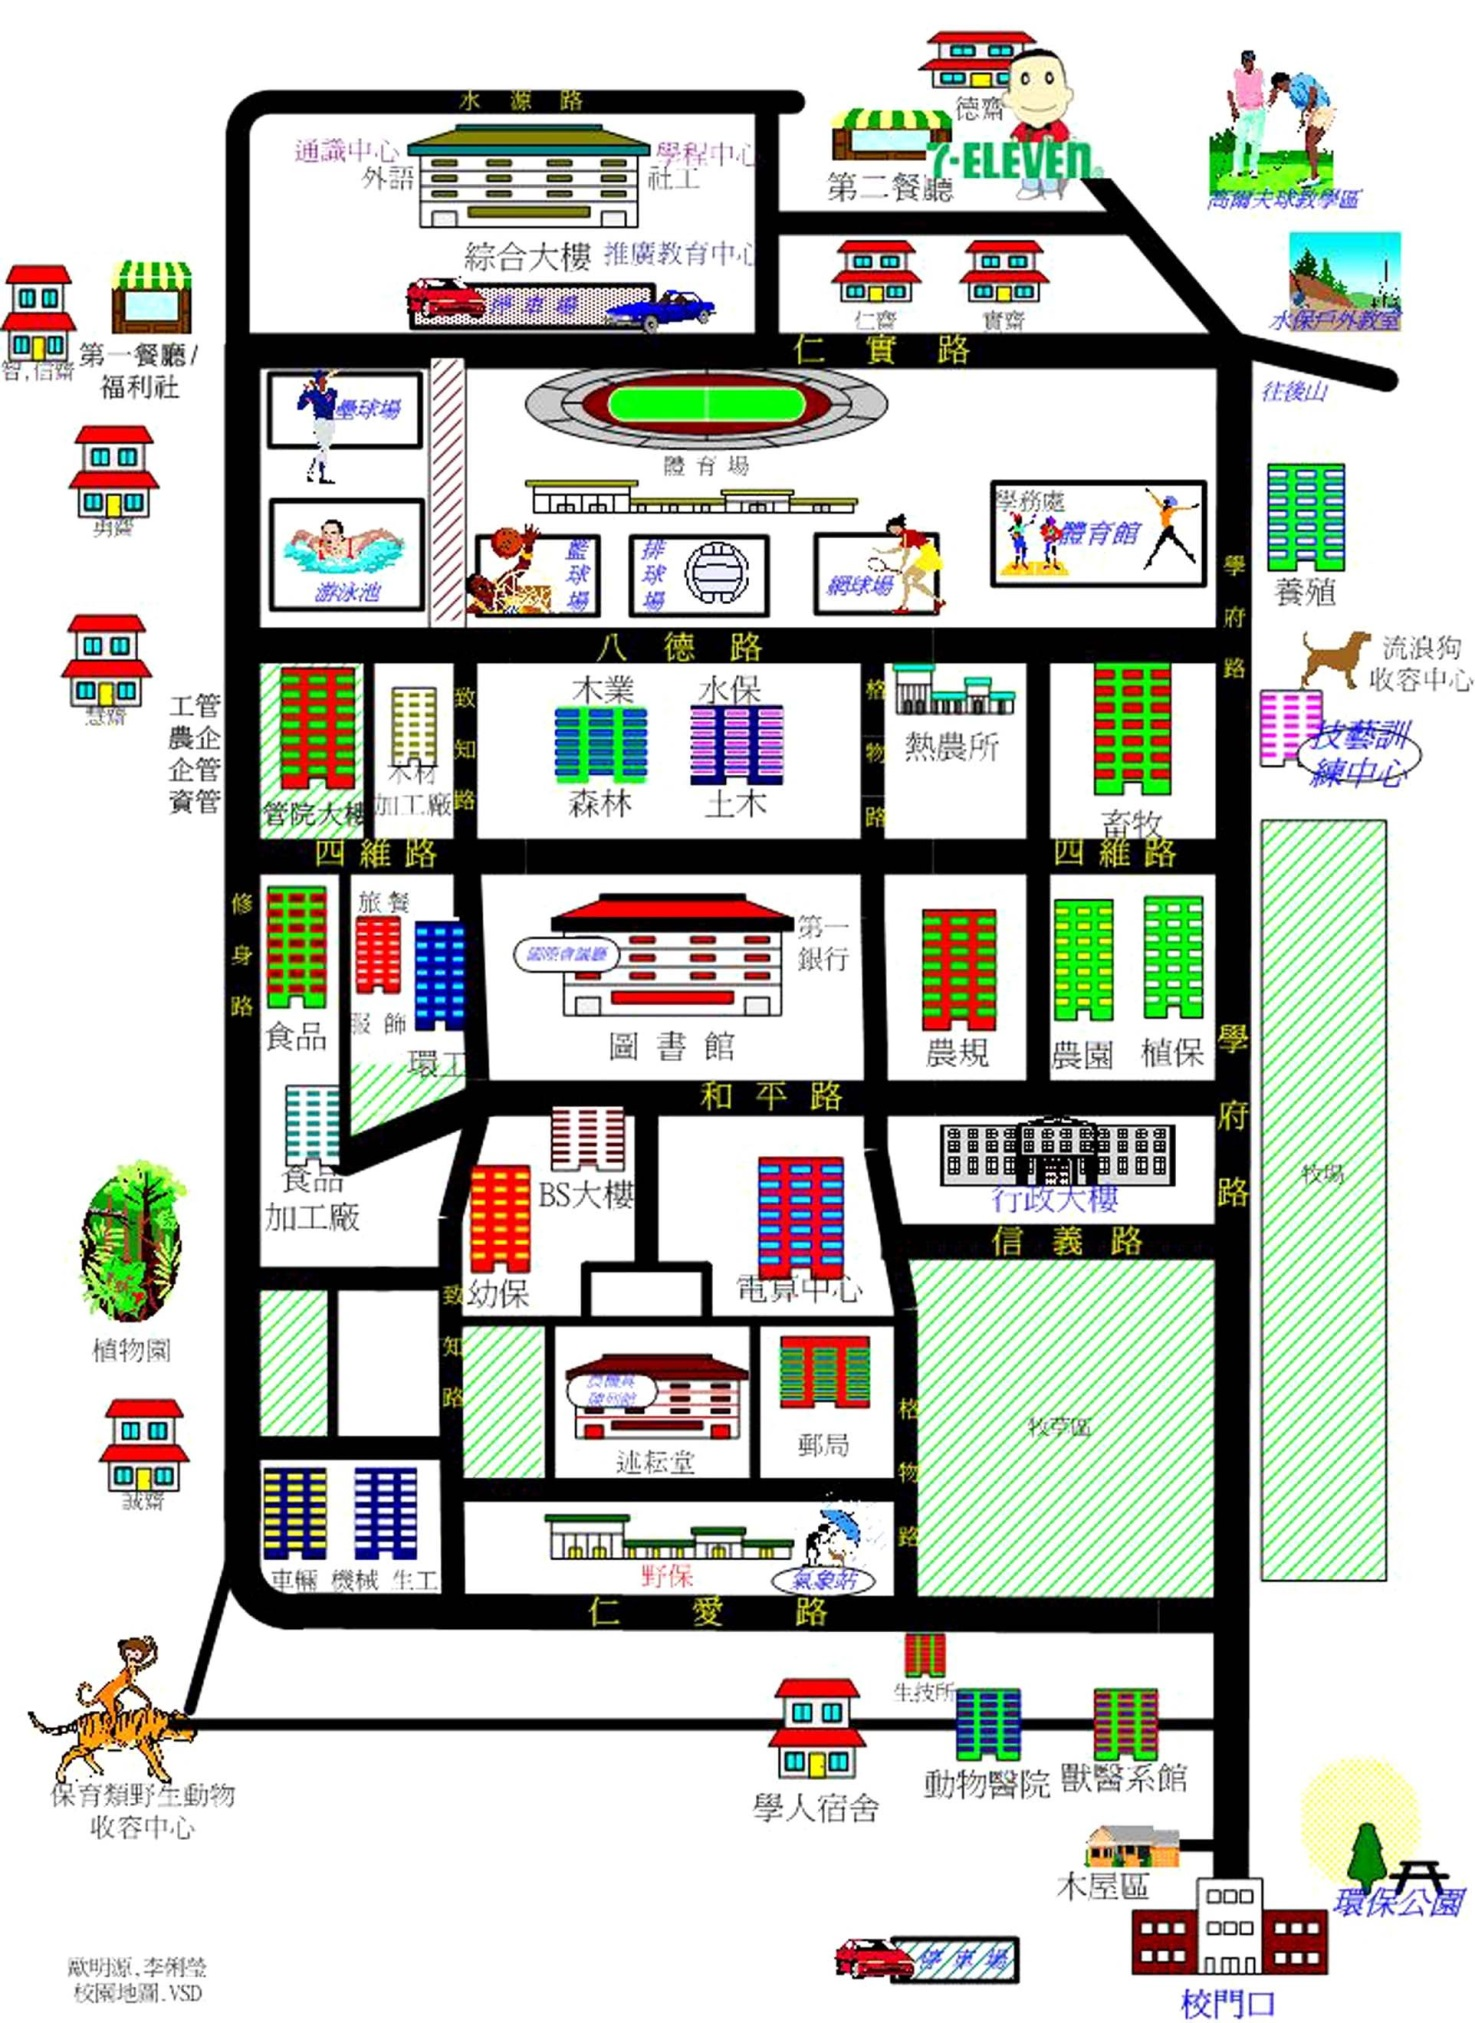 水源路
德齋
通識中心
學程中心
外語
社工
7-ELEVEN
第二餐廳
高爾夫球教學區
綜合大樓
推廣教育中心
停車場
仁齋
實齋
水保戶外教室
智,信齋
第一餐廳/
福利社
仁實路
往後山
壘球場
體育場
勇齋
學務處
體育館
游泳池
籃球場
排球場
網球場
學府路
養殖
八德路
流浪狗
收容中心
慧齋
工管
農企
企管
資管
致知路
木業
水保
格物路
熱農所
技藝訓
練中心
管院大樓
木材
加工廠
森林
土木
畜牧
四維路
四維路
修身路
旅餐
國際會議廳
第一
銀行
食品
服飾
環工
圖書館
農規
農園
植保
學府路
和平路
牧場
食品
加工廠
BS大樓
行政大樓
信義路
幼保
電算中心
植物園
致知路
農機具
陳列館
牧草區
格物路
郵局
述耘堂
誠齋
車輛
機械
生工
野保
氣象站
仁愛路
生技所
保育類野生動物
收容中心
學人宿舍
動物醫院
獸醫系館
木屋區
環保公園
停車場
校門口
校園地圖.VSD